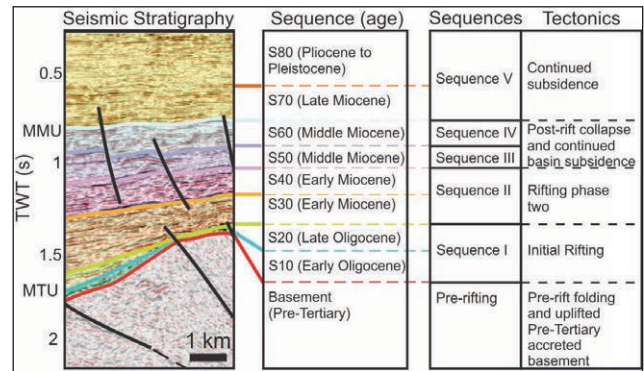 Seismic Stratigraphy
Sequence (age)
Sequences
Tectonics
TWT (s)
0.5
MMU
1
1.5
MTU
2
1 km
S80 (Pliocene to
Pleistocene)
S70 (Late Miocene)
S60 (Middle Miocene)
S50 (Middle Miocene)
S40 (Early Miocene)
S30 (Early Miocene)
S20 (Late Oligocene)
S10 (Early Oligocene)
Basement
(Pre-Tertiary)
Sequence V
Sequence IV
Sequence III
Sequence II
Sequence I
Pre-rifting
Continued
subsidence
Post-rift collapse
and continued
basin subsidence
Rifting phase
two
Initial Rifting
Pre-rift folding
and uplifted
Pre-Tertiary
accreted
basement